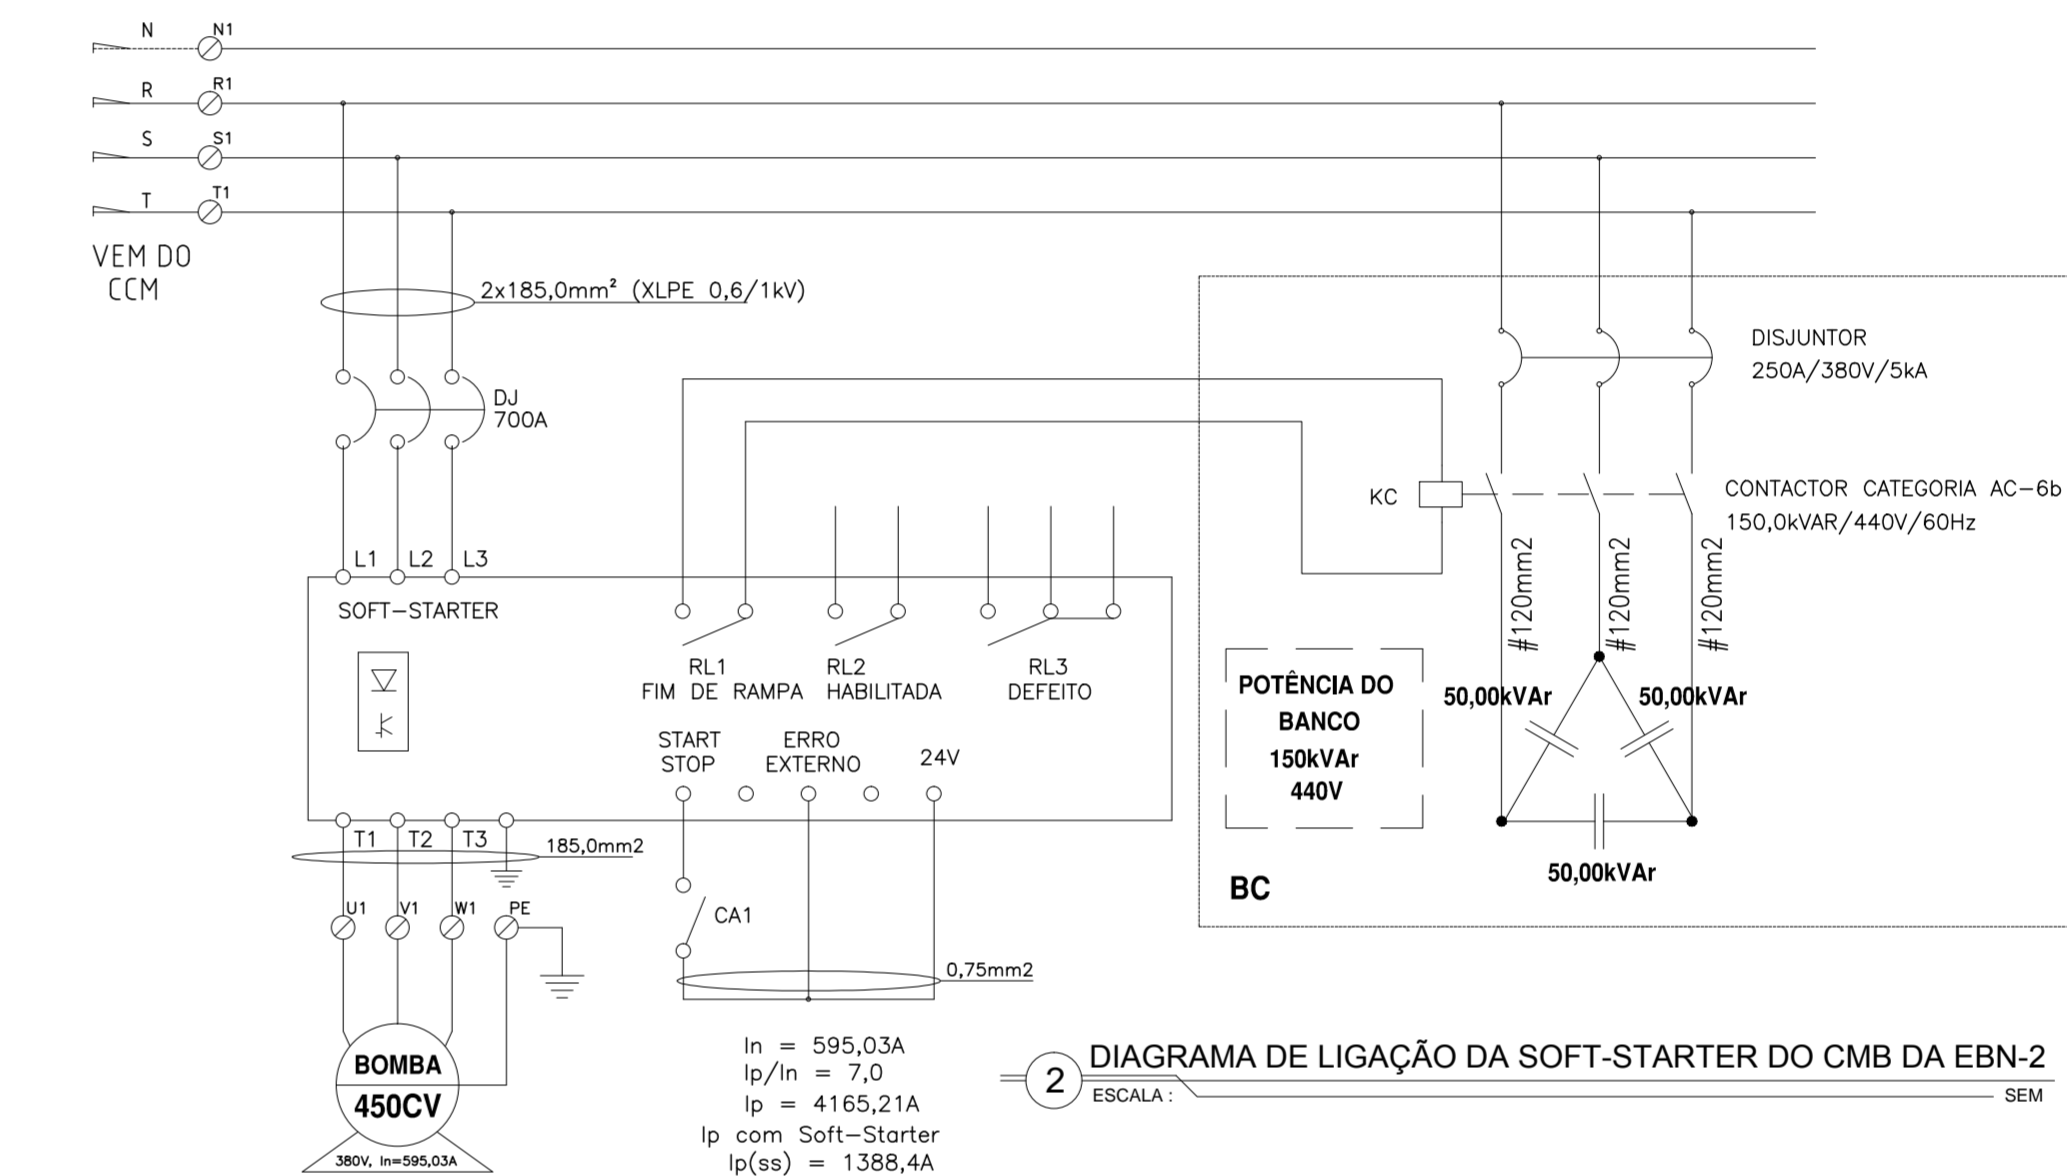 N
N1
R
R1
S
S1
T
T1
VEM DO
CCM
2x185,0mm² (XLPE 0,6/1kV)
DJ
700A
L1
L2
L3
SOFT-STARTER
RL1
FIM DE RAMPA
RL2
HABILITADA
RL3
DEFEITO
START
STOP
ERRO
EXTERNO
24V
T1
T2
T3
185,0mm2
U1
V1
W1
PE
CA1
0,75mm2
BOMBA
450CV
380V, In=595,03A
In = 595,03A
Ip/In = 7,0
Ip = 4165,21A
Ip com Soft-Starter
Ip(ss) = 1388,4A
DISJUNTOR
250A/380V/5kA
KC
CONTACTOR CATEGORIA AC-6b
150,0kVAR/440V/60Hz
#120mm2
#120mm2
#120mm2
POTÊNCIA DO
BANCO
150kVAr
440V
50,00kVAr
50,00kVAr
50,00kVAr
BC
2
DIAGRAMA DE LIGAÇÃO DA SOFT-STARTER DO CMB DA EBN-2
ESCALA :
SEM